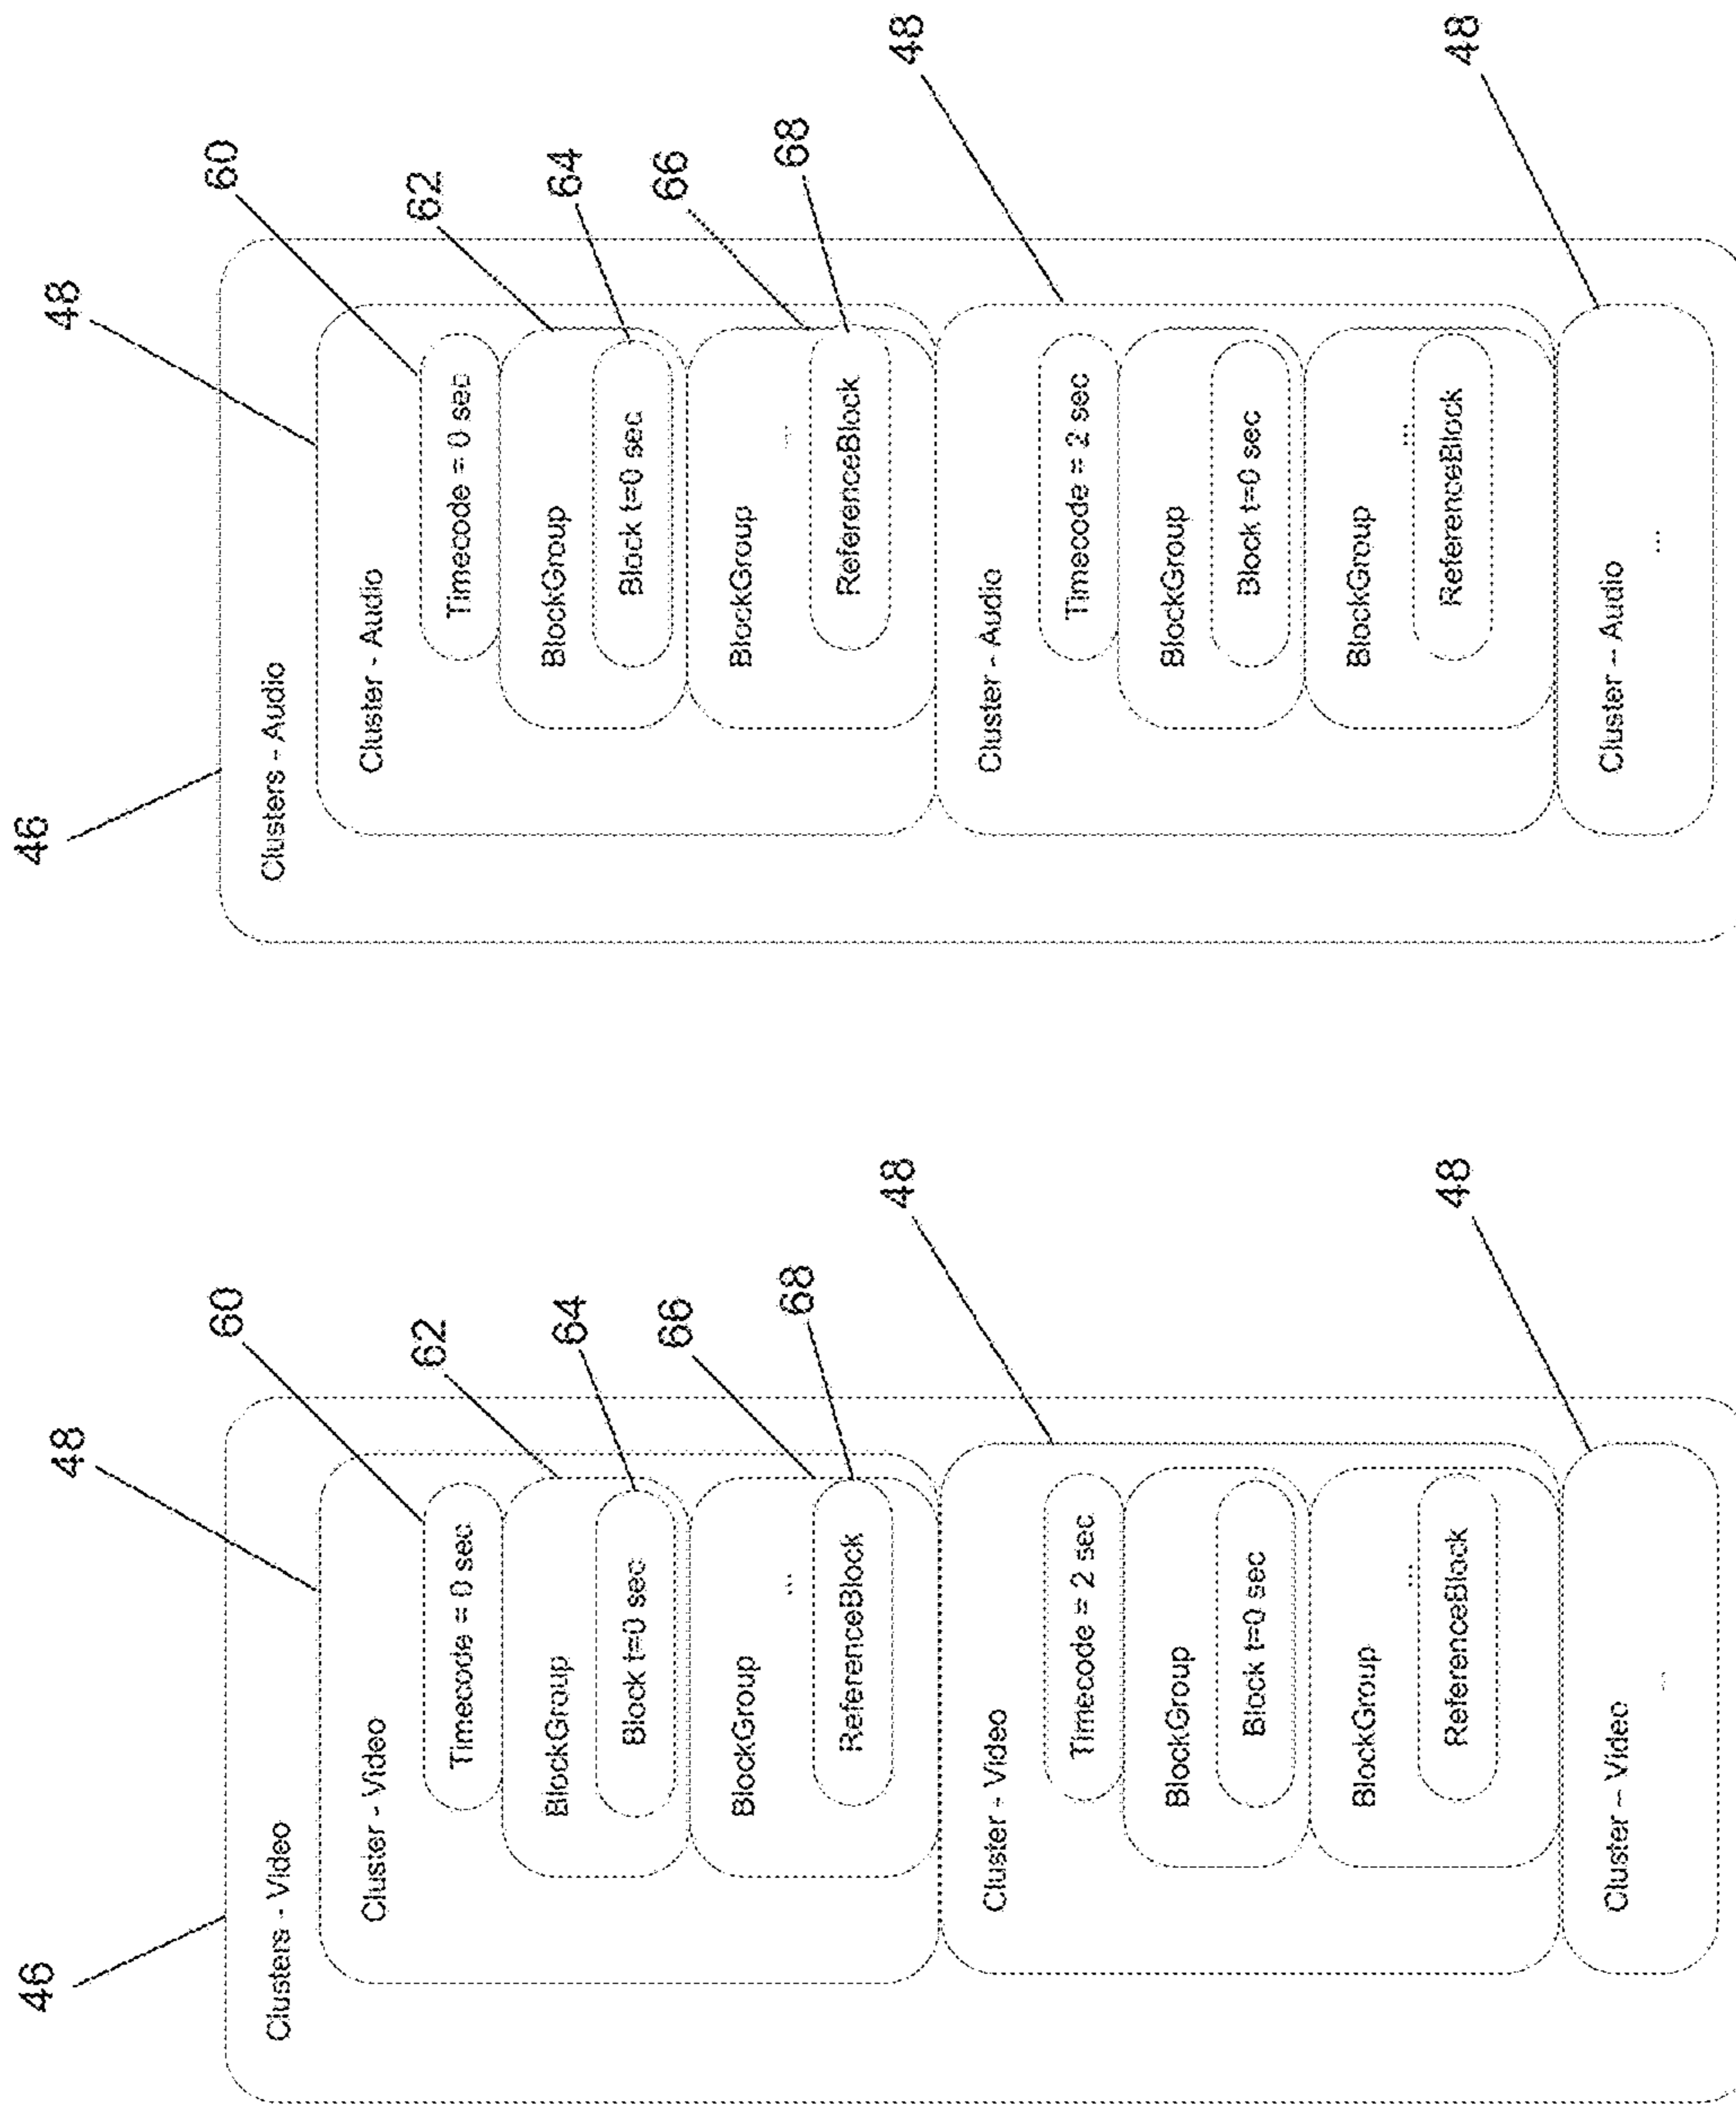 46
48
Clusters - Video
Cluster - Video
60
Timecode = 0 sec
62
BlockGroup
64
Block t=0 sec
66
BlockGroup
...
68
ReferenceBlock
48
Cluster - Video
Timecode = 2 sec
BlockGroup
Block t=0 sec
BlockGroup
...
ReferenceBlock
48
Cluster – Video
...
46
48
Clusters - Audio
Cluster - Audio
60
Timecode = 0 sec
62
BlockGroup
64
Block t=0 sec
66
BlockGroup
...
68
ReferenceBlock
48
Cluster - Audio
Timecode = 2 sec
BlockGroup
Block t=0 sec
BlockGroup
...
ReferenceBlock
48
Cluster – Audio
...